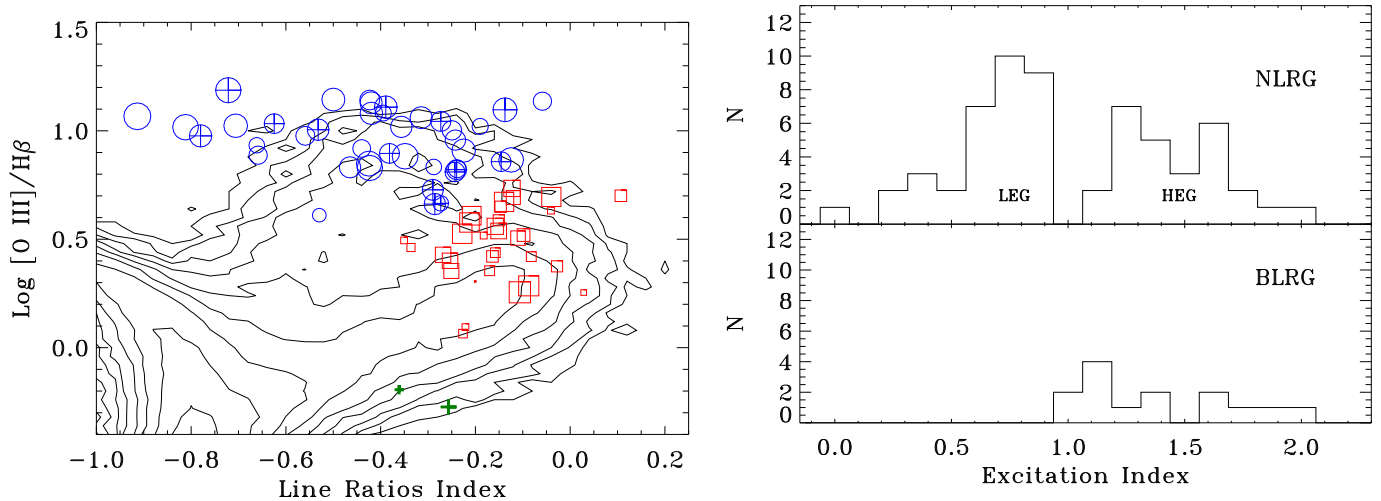 1.5
1.0
0.5
0.0
Log [O III]/Hβ
−1.0 −0.8 −0.6 −0.4 −0.2 0.0 0.2
Line Ratios Index
12
10
8
6
4
2
0
N
NLRG
LEG HEG
12
10
8
6
4
2
0
N
BLRG
0.0 0.5 1.0 1.5 2.0
Excitation Index